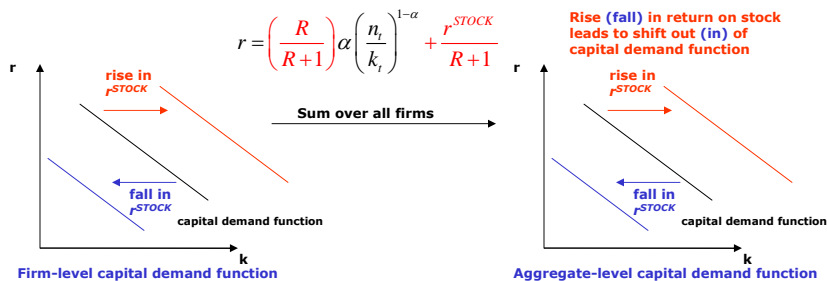 r = (R / R+1) α (n_t / k_t)^{1-α} + r^{STOCK} / R+1
Rise (fall) in return on stock
leads to shift out (in) of
capital demand function
r
rise in
r^{STOCK}
fall in
r^{STOCK}
capital demand function
k
Firm-level capital demand function
Sum over all firms
r
rise in
r^{STOCK}
fall in
r^{STOCK}
capital demand function
k
Aggregate-level capital demand function